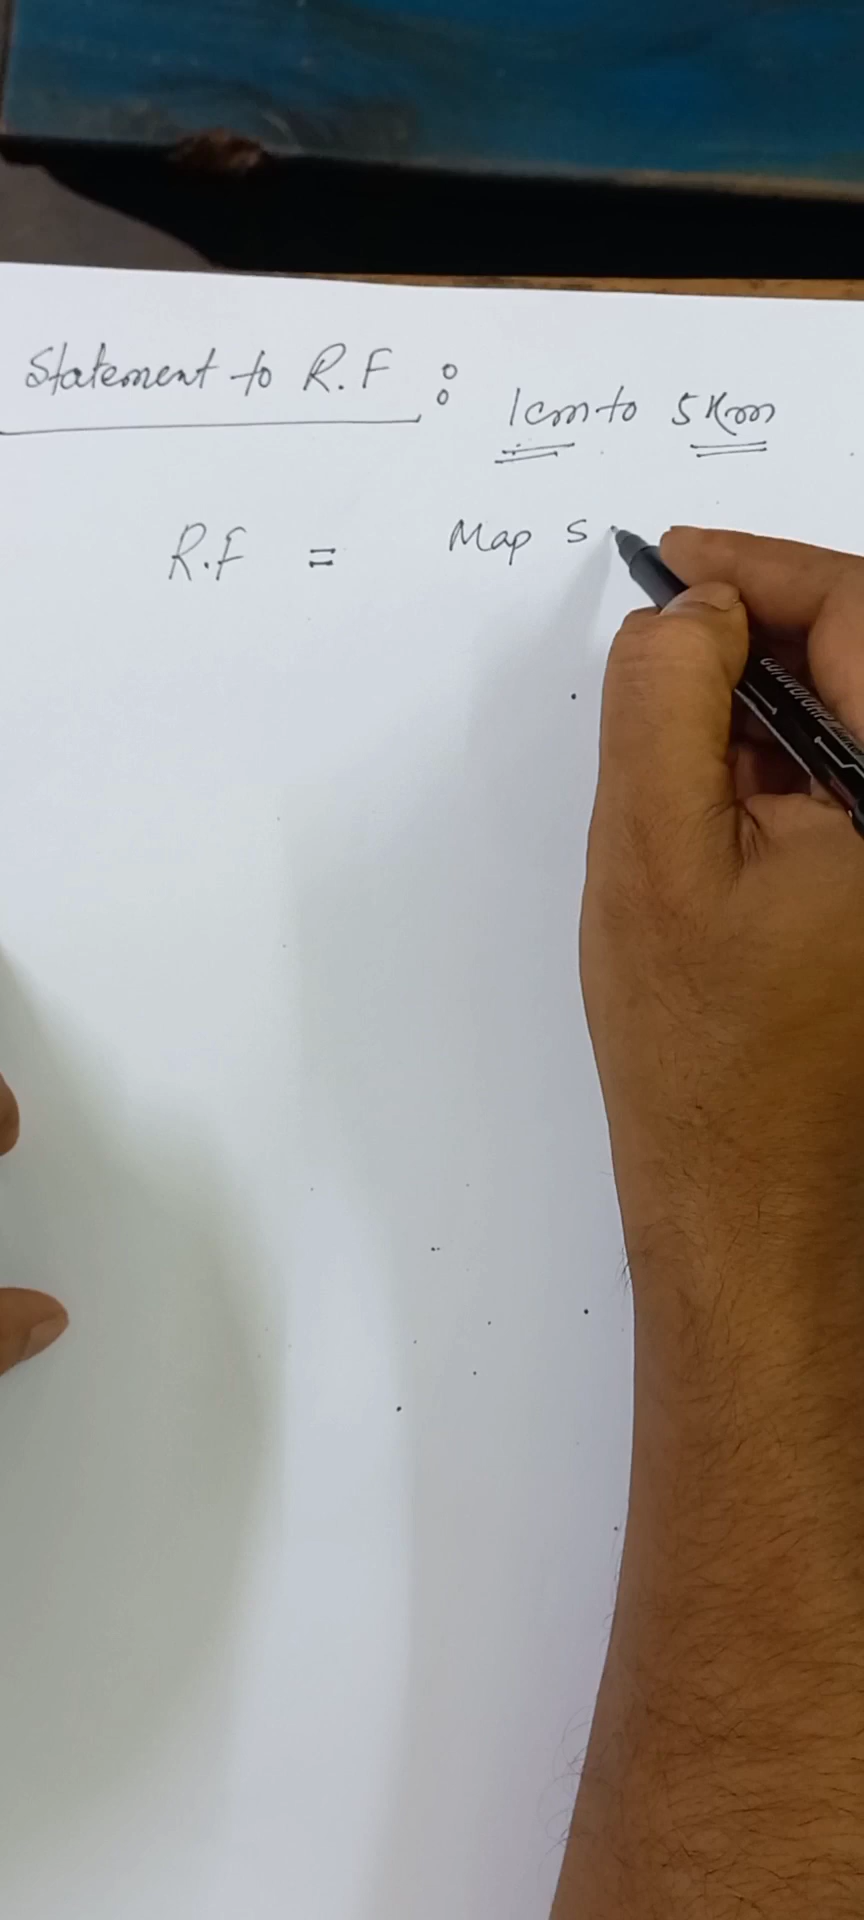 Statement to R.F :
1cm to 5Km
R.F = Map S